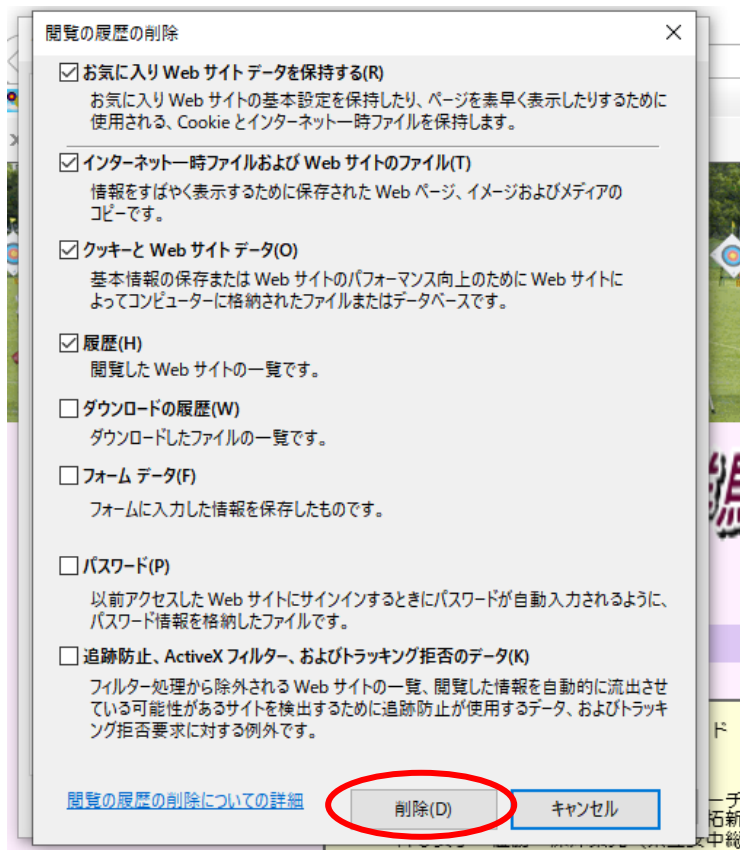 閲覧の履歴の削除
お気に入り Web サイト データを保持する(R)
お気に入り Web サイトの基本設定を保持したり、ページを素早く表示したりするために
使用される、Cookie とインターネット一時ファイルを保持します。
インターネット一時ファイルおよび Web サイトのファイル(T)
情報をすばやく表示するために保存された Web ページ、イメージおよびメディアの
コピーです。
クッキーと Web サイト データ(O)
基本情報の保存または Web サイトのパフォーマンス向上のために Web サイトに
よってコンピューターに格納されたファイルまたはデータベースです。
履歴(H)
閲覧した Web サイトの一覧です。
ダウンロードの履歴(W)
ダウンロードしたファイルの一覧です。
フォーム データ(F)
フォームに入力した情報を保存したものです。
パスワード(P)
以前アクセスした Web サイトにサインインするときにパスワードが自動入力されるように、
パスワード情報を格納したファイルです。
追跡防止、ActiveX フィルター、およびトラッキング拒否のデータ(K)
フィルター処理から除外される Web サイトの一覧、閲覧した情報を自動的に流出させ
ている可能性があるサイトを検出するために追跡防止が使用するデータ、およびトラッキ
ング拒否要求に対する例外です。
ド
閲覧の履歴の削除についての詳細
削除(D)
キャンセル